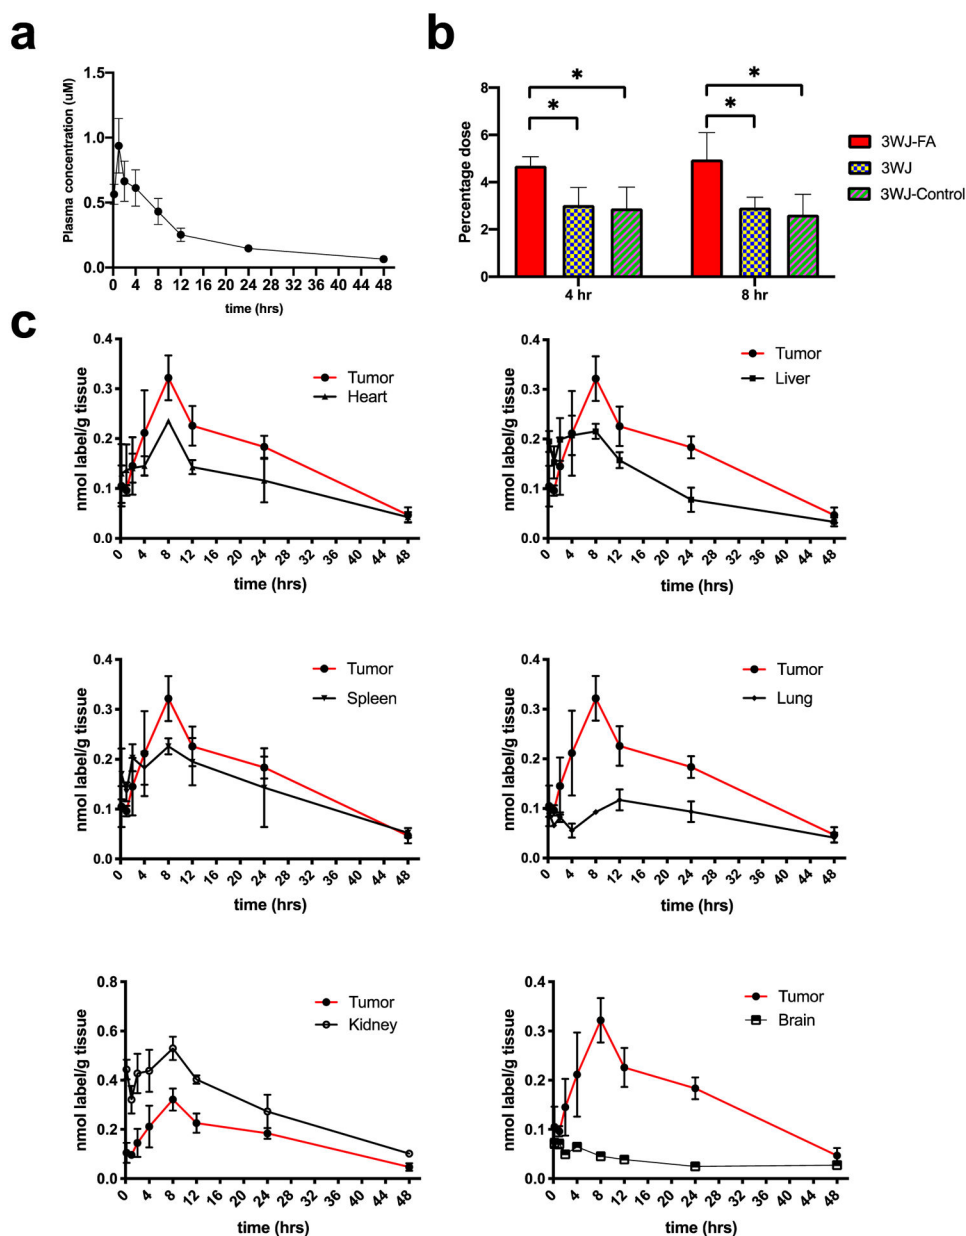 a
b
Plasma concentration (uM)
1.5
1.0
0.5
0.0
0 4 8 12 16 20 24 28 32 36 40 44 48
time (hrs)
Percentage dose
8
6
4
2
0
* * * *
4 hr 8 hr
3WJ-FA
3WJ
3WJ-Control
c
nmol label/g tissue
0.4
0.3
0.2
0.1
0.0
0 4 8 12 16 20 24 28 32 36 40 44 48
time (hrs)
Tumor
Heart
nmol label/g tissue
0.4
0.3
0.2
0.1
0.0
0 4 8 12 16 20 24 28 32 36 40 44 48
time (hrs)
Tumor
Liver
nmol label/g tissue
0.4
0.3
0.2
0.1
0.0
0 4 8 12 16 20 24 28 32 36 40 44 48
time (hrs)
Tumor
Spleen
nmol label/g tissue
0.4
0.3
0.2
0.1
0.0
0 4 8 12 16 20 24 28 32 36 40 44 48
time (hrs)
Tumor
Lung
nmol label/g tissue
0.8
0.6
0.4
0.2
0.0
0 4 8 12 16 20 24 28 32 36 40 44 48
time (hrs)
Tumor
Kidney
nmol label/g tissue
0.4
0.3
0.2
0.1
0.0
0 4 8 12 16 20 24 28 32 36 40 44 48
time (hrs)
Tumor
Brain